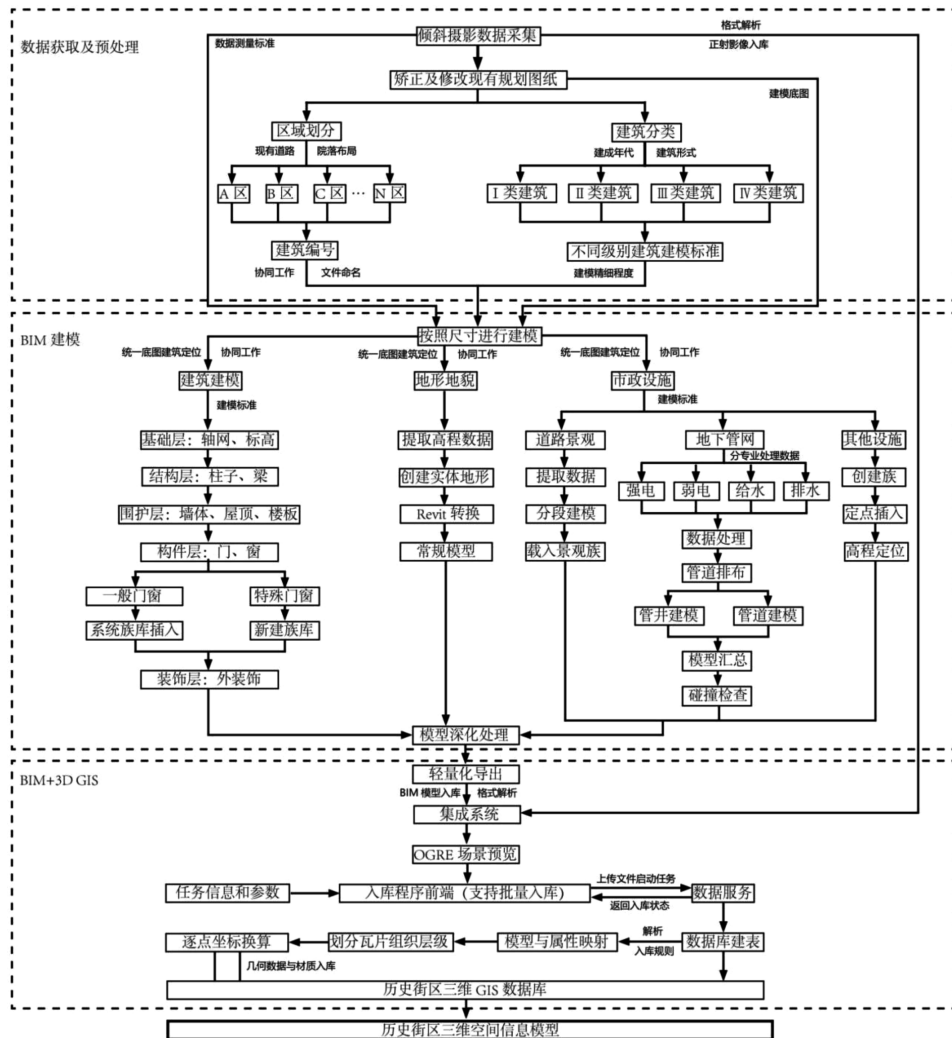 数据获取及预处理
倾斜摄影数据采集
格式解析
数据测量标准
正射影像入库
矫正及修改现有规划图纸
建模底图
区域划分
建筑分类
现有道路 院落布局
建成年代 建筑形式
A 区 B 区 C 区 … N 区
I 类建筑 II 类建筑 III 类建筑 IV 类建筑
建筑编号
不同级别建筑建模标准
协同工作 文件命名
建模精细程度
BIM 建模
按照尺寸进行建模
统一底图建筑定位 协同工作
统一底图建筑定位 协同工作
统一底图建筑定位 协同工作
建筑建模
地形地貌
市政设施
建模标准
建模标准
基础层：轴网、标高
提取高程数据
道路景观
地下管网
其他设施
分专业处理数据
结构层：柱子、梁
创建实体地形
提取数据
强电 弱电 给水 排水
创建族
围护层：墙体、屋顶、楼板
Revit 转换
分段建模
定点插入
数据处理
构件层：门、窗
常规模型
载入景观族
高程定位
管道排布
一般门窗
特殊门窗
管井建模
管道建模
系统族库插入
新建族库
模型汇总
装饰层：外装饰
碰撞检查
模型深化处理
BIM+3D GIS
轻量化导出
BIM 模型入库 格式解析
集成系统
OGRE 场景预览
上传文件启动任务
任务信息和参数
入库程序前端（支持批量入库）
数据服务
返回入库状态
逐点坐标换算
划分瓦片组织层级
模型与属性映射
解析
数据库建表
入库规则
几何数据与材质入库
历史街区三维 GIS 数据库
历史街区三维空间信息模型